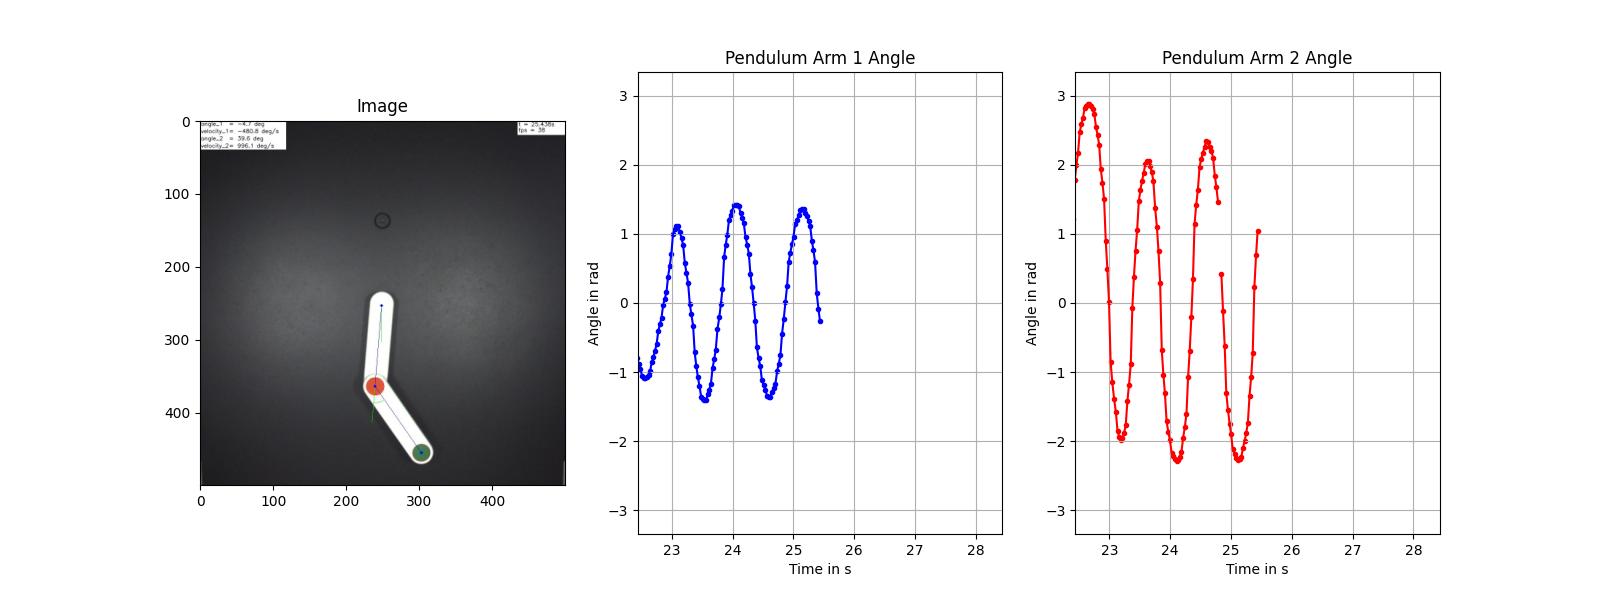 Image
angle_1 = -4.7 deg
velocity_1= -480.8 deg/s
angle_2 = 39.6 deg
velocity_2= 996.1 deg/s
t = 25.438s
fps = 38
0
100
200
300
400
0 100 200 300 400
Pendulum Arm 1 Angle
Angle in rad
3
2
1
0
−1
−2
−3
23 24 25 26 27 28
Time in s
Pendulum Arm 2 Angle
Angle in rad
3
2
1
0
−1
−2
−3
23 24 25 26 27 28
Time in s